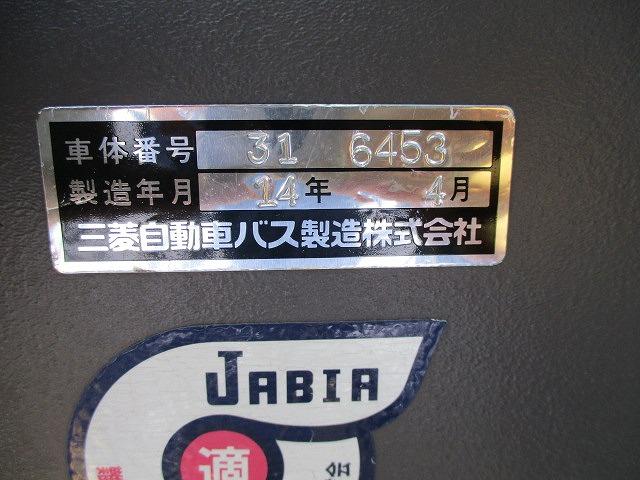 車体番号 31 6453
製造年月 14年 4月
三菱自動車バス製造株式会社
JABIA
適